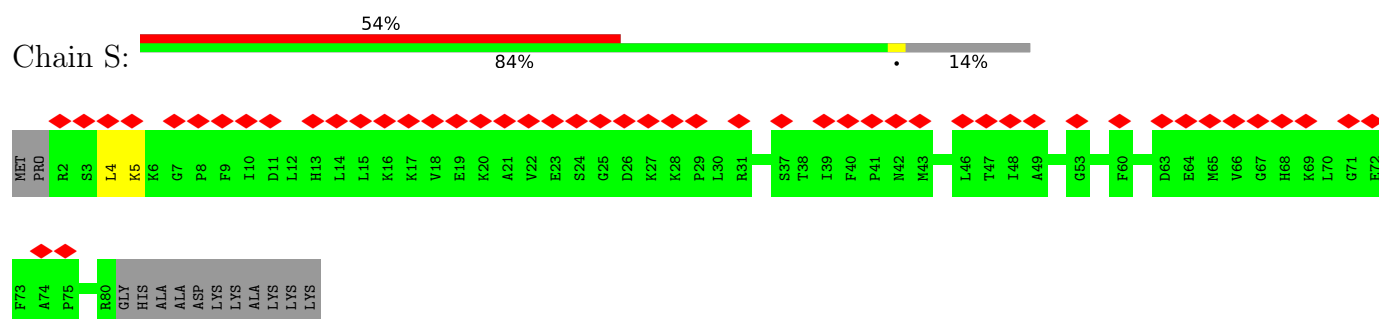 54%
Chain S:
84% • 14%
MET PRO R2 S3 L4 K5 K6 G7 P8 F9 I10 D11 L12 H13 L14 L15 K16 K17 V18 E19 K20 A21 V22 E23 S24 G25 D26 K27 K28 P29 L30 R31 S37 T38 I39 F40 P41 N42 M43 L46 T47 I48 A49 G53 F60 D63 E64 M65 V66 G67 H68 K69 L70 G71 E72
F73 A74 P75 R80 GLY HIS ALA ALA ASP LYS LYS ALA LYS LYS LYS